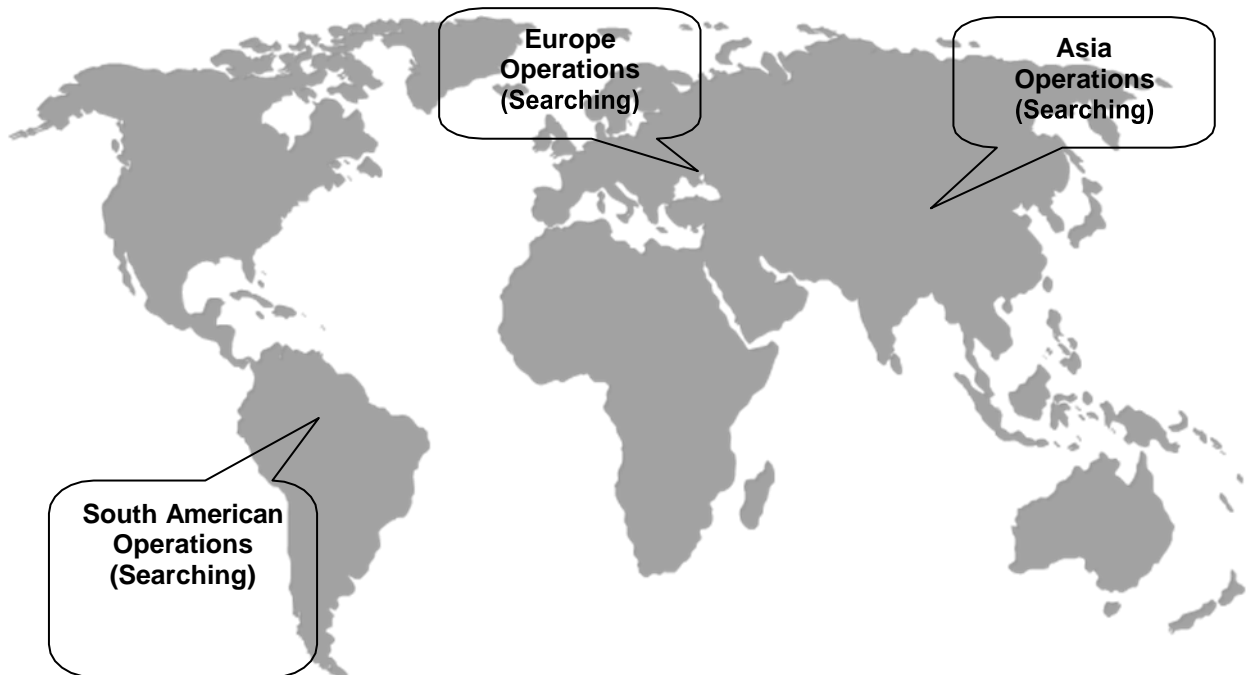 Europe
Operations
(Searching)
Asia
Operations
(Searching)
South American
Operations
(Searching)